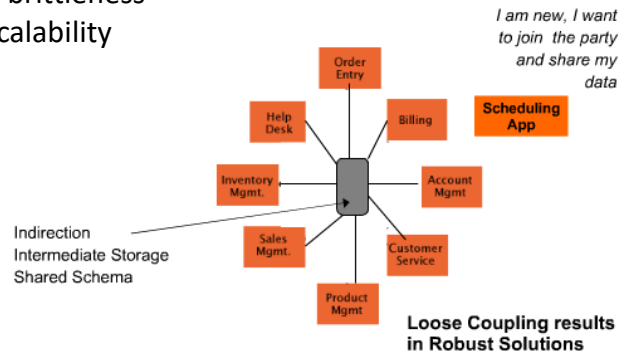 brittleness
calability
I am new, I want
to join the party
and share my
data
Order
Entry
Help
Desk
Billing
Scheduling
App
Inventory
Mgmt.
Account
Mgmt
Indirection
Intermediate Storage
Shared Schema
Sales
Mgmt.
Customer
Service
Product
Mgmt
Loose Coupling results
in Robust Solutions